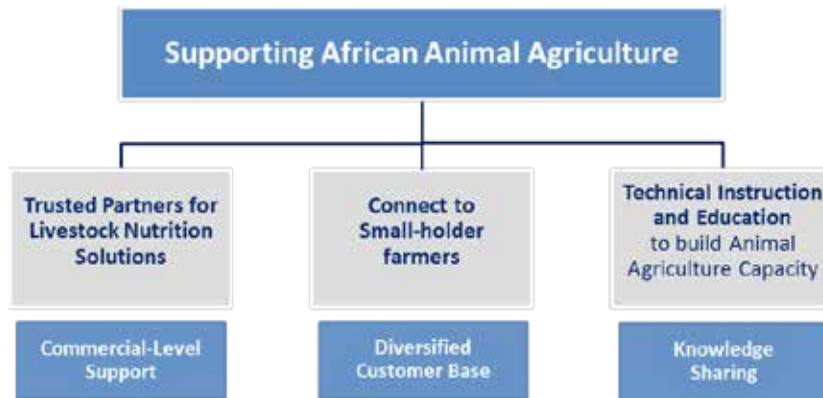 Supporting African Animal Agriculture
Trusted Partners for
Livestock Nutrition
Solutions
Connect to
Small-holder
farmers
Technical Instruction
and Education
to build Animal
Agriculture Capacity
Commercial-Level
Support
Diversified
Customer Base
Knowledge
Sharing